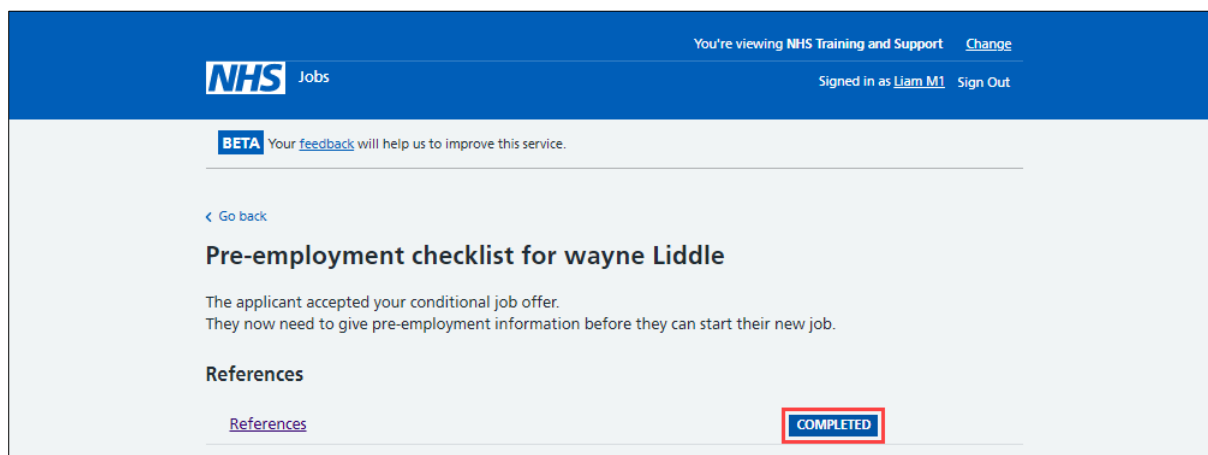 You're viewing NHS Training and Support Change
NHS Jobs
Signed in as Liam M1 Sign Out
BETA Your feedback will help us to improve this service.
Go back
Pre-employment checklist for wayne Liddle
The applicant accepted your conditional job offer.
They now need to give pre-employment information before they can start their new job.
References
References COMPLETED